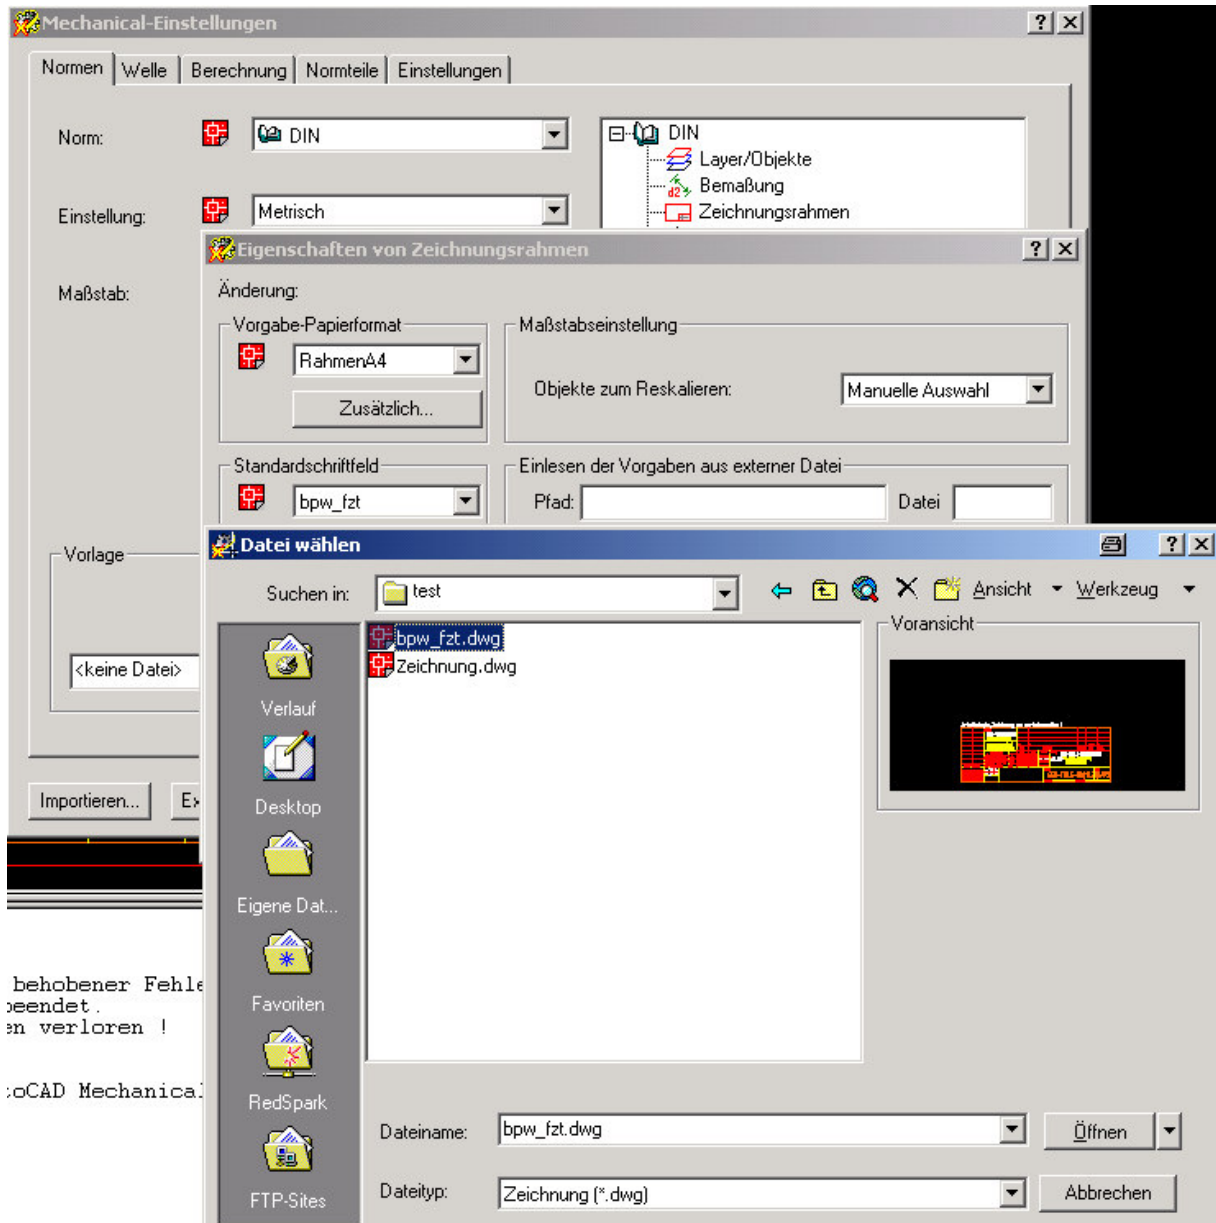 Mechanical-Einstellungen
Normen Welle Berechnung Normteile Einstellungen
Norm: DIN
DIN
Layer/Objekte
Bemaßung
Zeichnungsrahmen
Einstellung: Metrisch
Maßstab:
Eigenschaften von Zeichnungsrahmen
Änderung:
Vorgabe-Papierformat
RahmenA4
Zusätzlich...
Maßstabseinstellung
Objekte zum Reskalieren: Manuelle Auswahl
Standardschriftfeld
bpw_fzt
Einlesen der Vorgaben aus externer Datei
Pfad: Datei
Vorlage
<keine Datei>
Importieren... Ex
Datei wählen
Suchen in: test Ansicht Werkzeug
bpw_fzt.dwg
Zeichnung.dwg
Voransicht
Verlauf
Desktop
Eigene Dat...
Favoriten
RedSpark
FTP-Sites
Dateiname: bpw_fzt.dwg Öffnen
Dateityp: Zeichnung (*.dwg) Abbrechen
behobener Fehle
beendet.
en verloren !
toCAD Mechanical